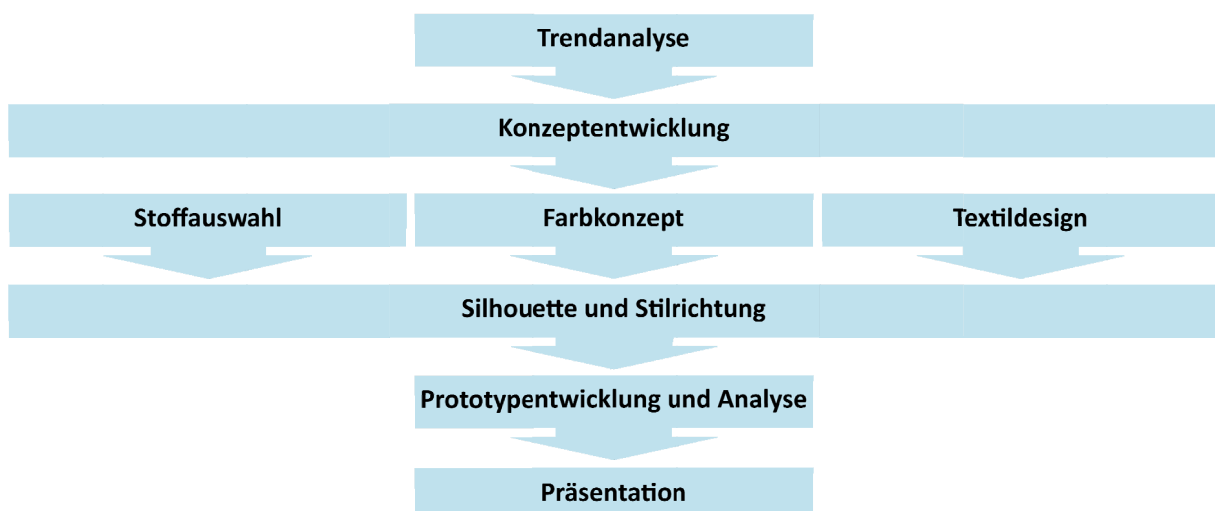 Trendanalyse
Konzeptentwicklung
Stoffauswahl
Farbkonzept
Textildesign
Silhouette und Stilrichtung
Prototypentwicklung und Analyse
Präsentation